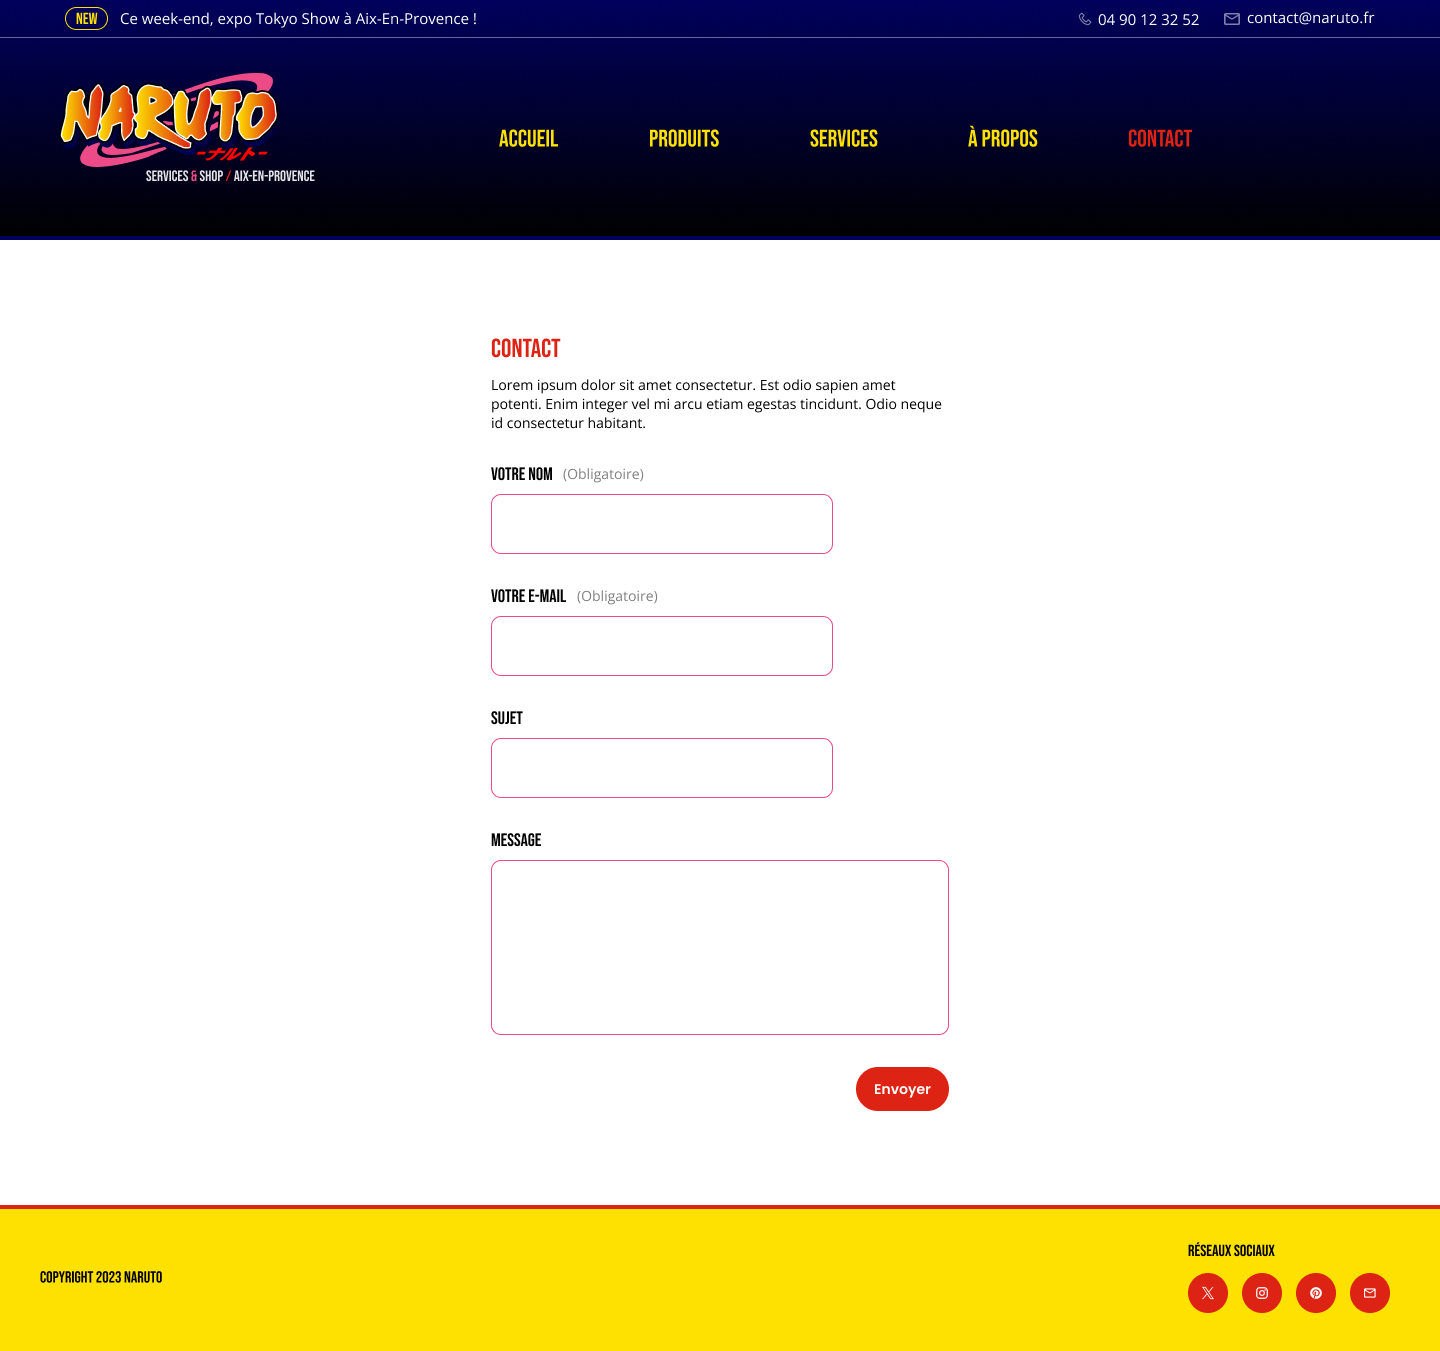 NEW
Ce week-end, expo Tokyo Show à Aix-En-Provence !
04 90 12 32 52
contact@naruto.fr
NARUTO
ーナルトー
SERVICES & SHOP / AIX-EN-PROVENCE
ACCUEIL
PRODUITS
SERVICES
À PROPOS
CONTACT
CONTACT
Lorem ipsum dolor sit amet consectetur. Est odio sapien amet
potenti. Enim integer vel mi arcu etiam egestas tincidunt. Odio neque
id consectetur habitant.
VOTRE NOM (Obligatoire)
VOTRE E-MAIL (Obligatoire)
SUJET
MESSAGE
Envoyer
COPYRIGHT 2023 NARUTO
RÉSEAUX SOCIAUX